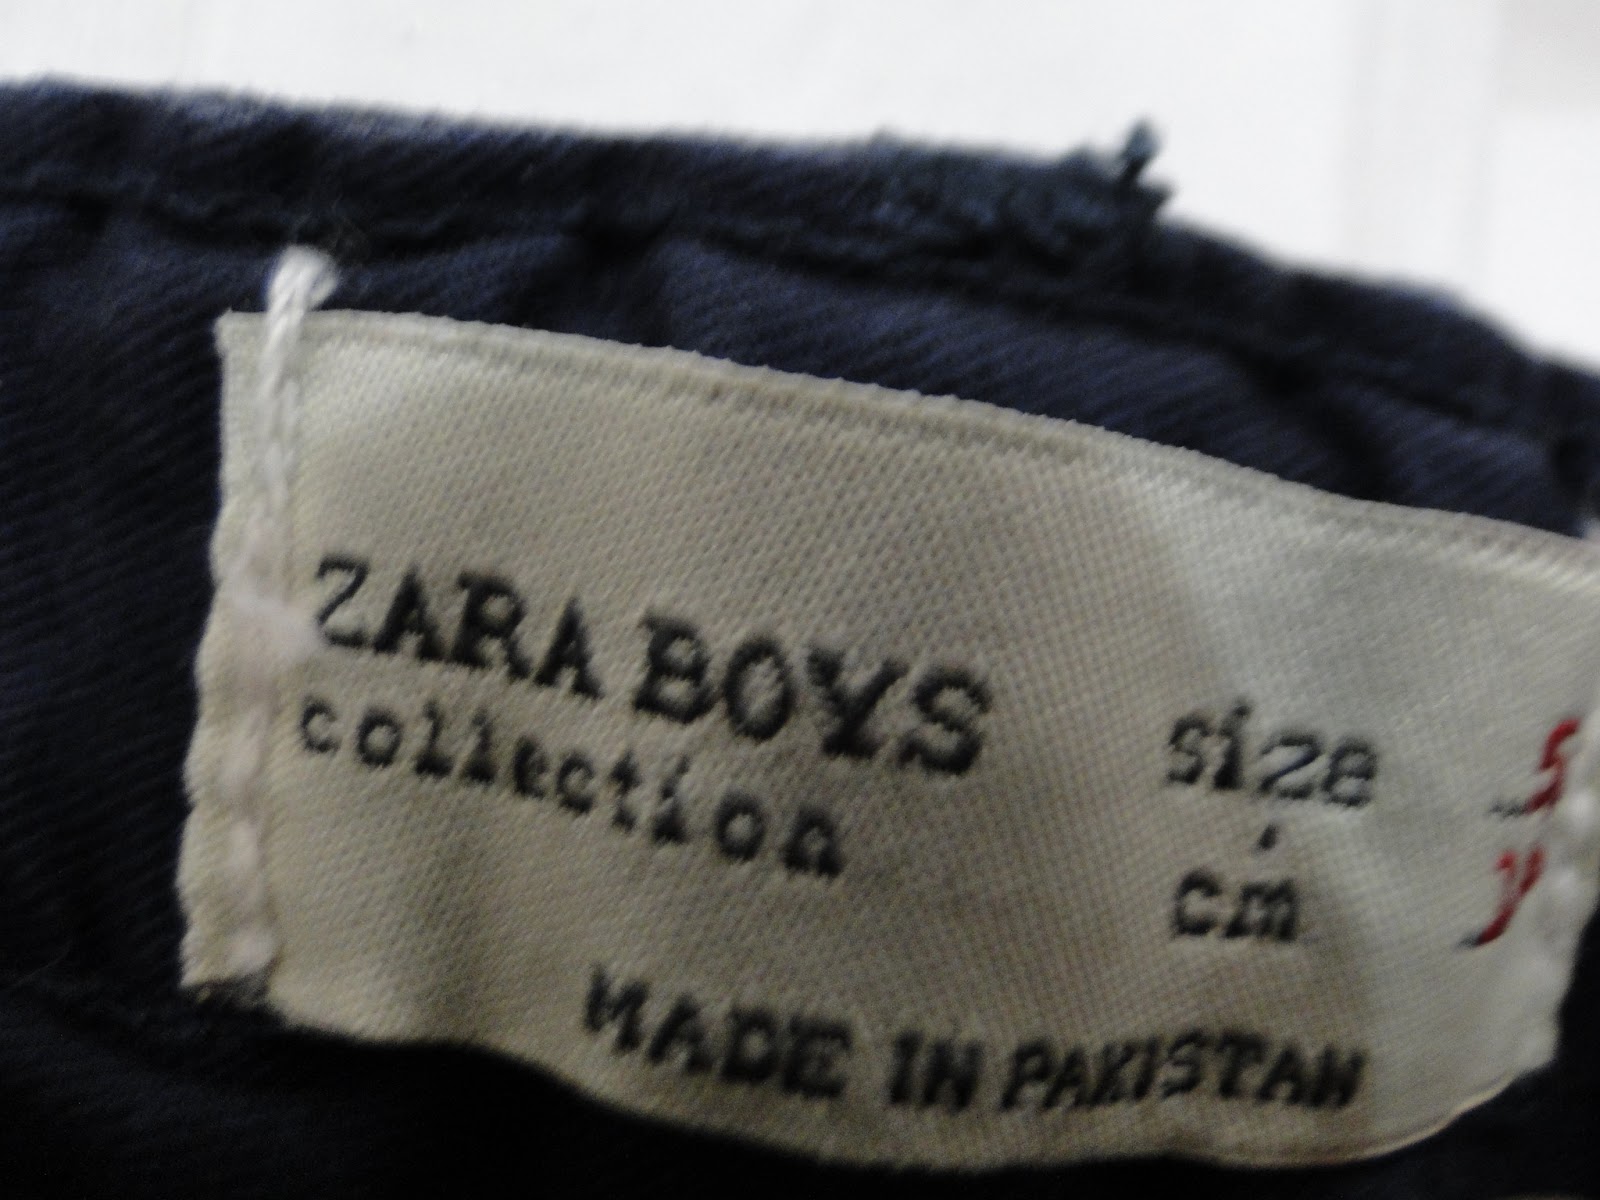 ZARA BOYS
collection
size
cm
MADE IN PAKISTAN